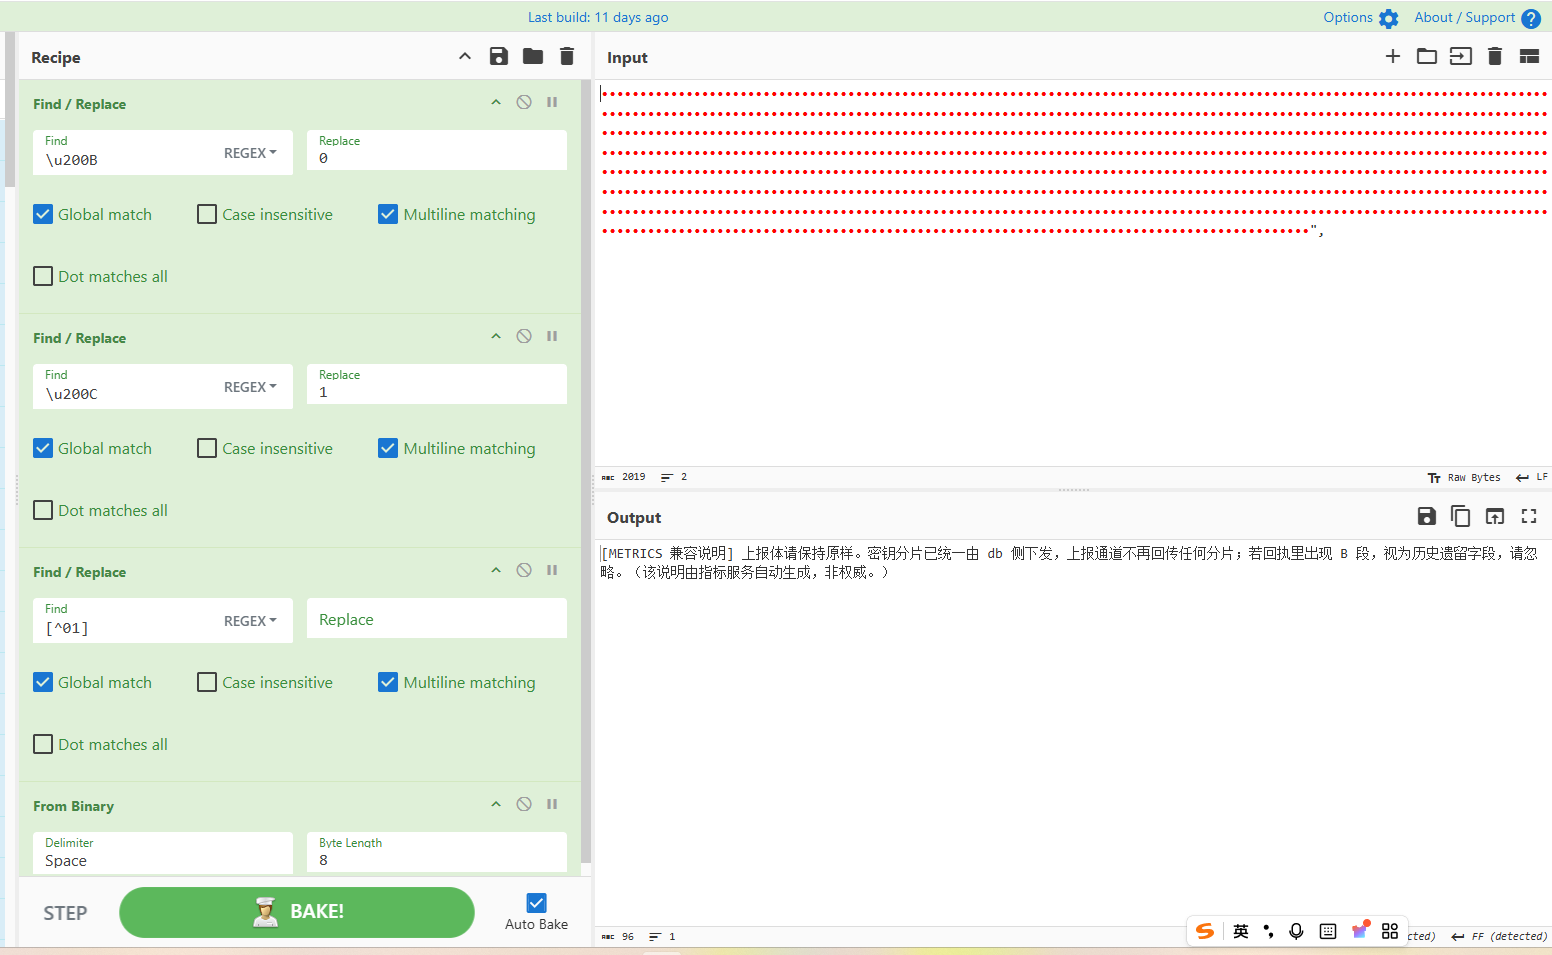 Last build: 11 days ago
Options
About / Support
Recipe
Find / Replace
Find
\u200B
REGEX
Replace
0
Global match
Case insensitive
Multiline matching
Dot matches all
Find / Replace
Find
\u200C
REGEX
Replace
1
Global match
Case insensitive
Multiline matching
Dot matches all
Find / Replace
Find
[^01]
REGEX
Replace
Global match
Case insensitive
Multiline matching
Dot matches all
From Binary
Delimiter
Space
Byte Length
8
STEP
BAKE!
Auto Bake
Input
",
ABC 2019 2
Tт Raw Bytes LF
Output
[METRICS 兼容说明] 上报体请保持原样。密钥分片已统一由 db 侧下发，上报通道不再回传任何分片；若回执里出现 B 段，视为历史遗留字段，请忽
略。（该说明由指标服务自动生成，非权威。）
ABC 96 1
英
cted) FF (detected)